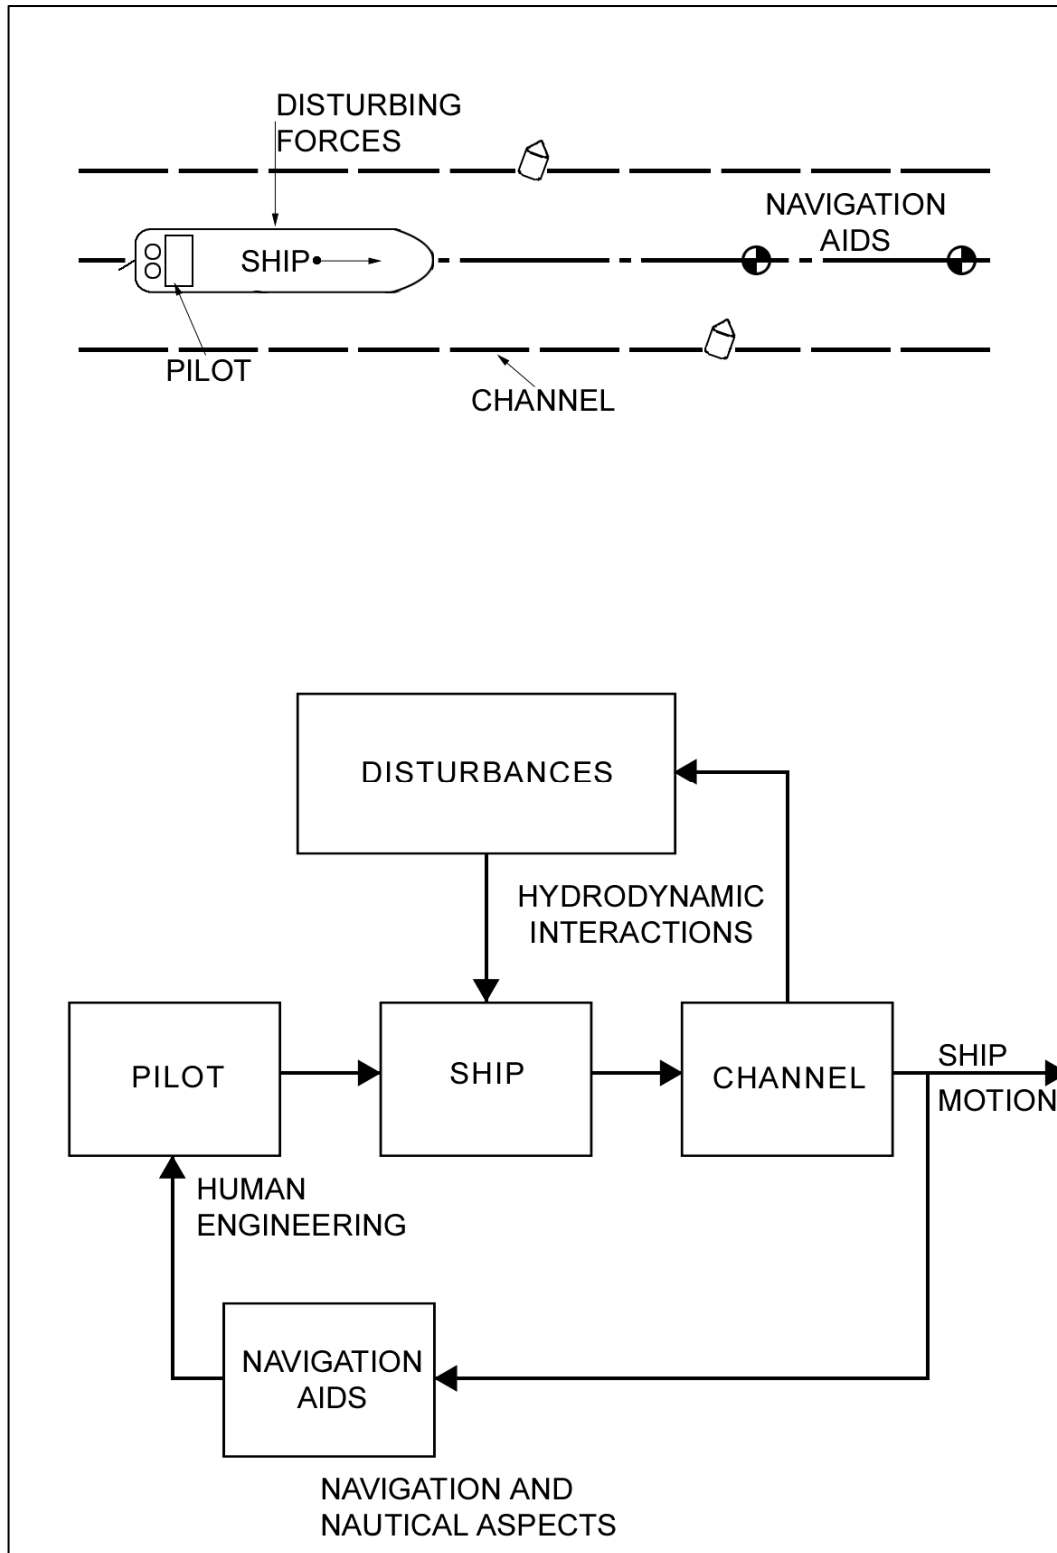 DISTURBING
FORCES
NAVIGATION
AIDS
SHIP
PILOT
CHANNEL
DISTURBANCES
HYDRODYNAMIC
INTERACTIONS
PILOT
SHIP
CHANNEL
SHIP
MOTION
HUMAN
ENGINEERING
NAVIGATION
AIDS
NAVIGATION AND
NAUTICAL ASPECTS